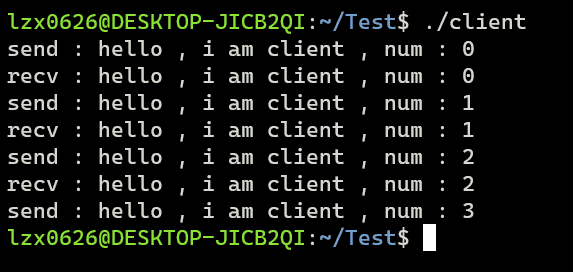 lzx0626@DESKTOP-JICB2QI:~/Test$ ./client
send : hello , i am client , num : 0
recv : hello , i am client , num : 0
send : hello , i am client , num : 1
recv : hello , i am client , num : 1
send : hello , i am client , num : 2
recv : hello , i am client , num : 2
send : hello , i am client , num : 3
lzx0626@DESKTOP-JICB2QI:~/Test$